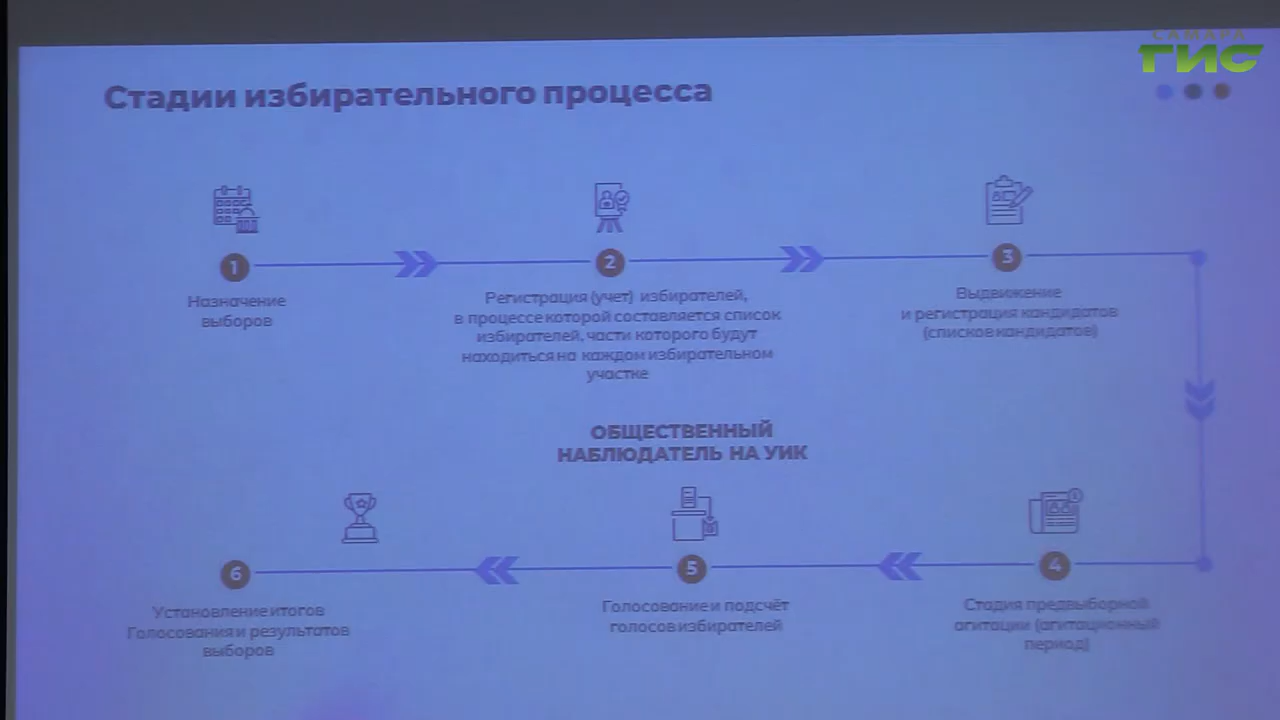 САМАРА
ГИС
Стадии избирательного процесса
1
Назначение
выборов
2
Регистрация (учет) избирателей,
в процессе которой составляется список
избирателей, части которого будут
находиться на каждом избирательном
участке
3
Выдвижение
и регистрация кандидатов
(списков кандидатов)
ОБЩЕСТВЕННЫЙ
НАБЛЮДАТЕЛЬ НА УИК
6
Установление итогов
Голосования и результатов
выборов
5
Голосование и подсчёт
голосов избирателей
4
Стадия предвыборной
агитации (агитационный
период)